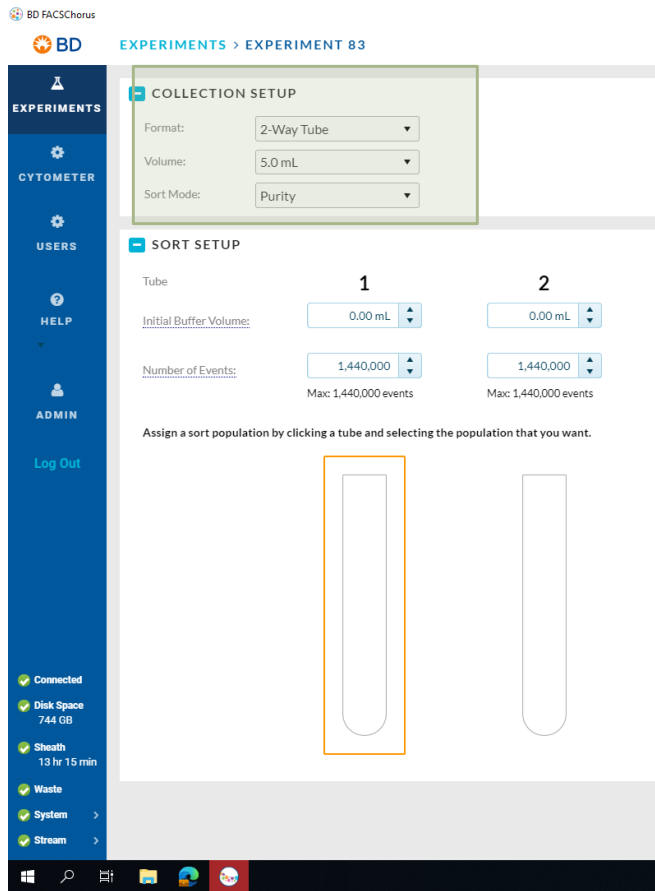 BD FACSChorus
BD
EXPERIMENTS > EXPERIMENT 83
EXPERIMENTS
CYTOMETER
USERS
HELP
ADMIN
Log Out
Connected
Disk Space
744 GB
Sheath
13 hr 15 min
Waste
System >
Stream >
COLLECTION SETUP
Format: 2-Way Tube
Volume: 5.0 mL
Sort Mode: Purity
SORT SETUP
Tube 1 2
Initial Buffer Volume: 0.00 mL 0.00 mL
Number of Events: 1,440,000 1,440,000
Max: 1,440,000 events Max: 1,440,000 events
Assign a sort population by clicking a tube and selecting the population that you want.